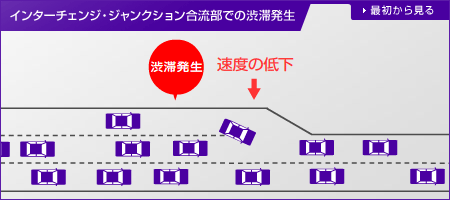 インターチェンジ・ジャンクション合流部での渋滞発生
最初から見る
渋滞発生
速度の低下